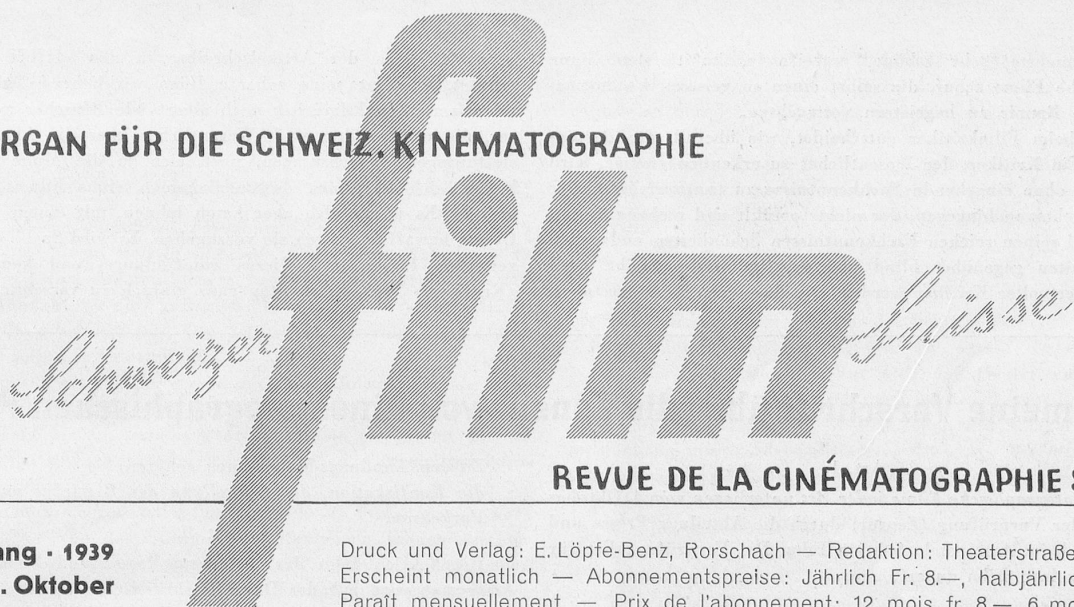 RGAN FÜR DIE SCHWEIZ. KINEMATOGRAPHIE
Schweizer film Suisse
REVUE DE LA CINÉMATOGRAPHIE S
ang · 1939
. Oktober
Druck und Verlag: E. Löpfe-Benz, Rorschach — Redaktion: Theaterstraße
Erscheint monatlich — Abonnementspreise: Jährlich Fr. 8.—, halbjährlic
Paraît mensuellement — Prix de l'abonnement: 12 mois fr. 8.—, 6 mo